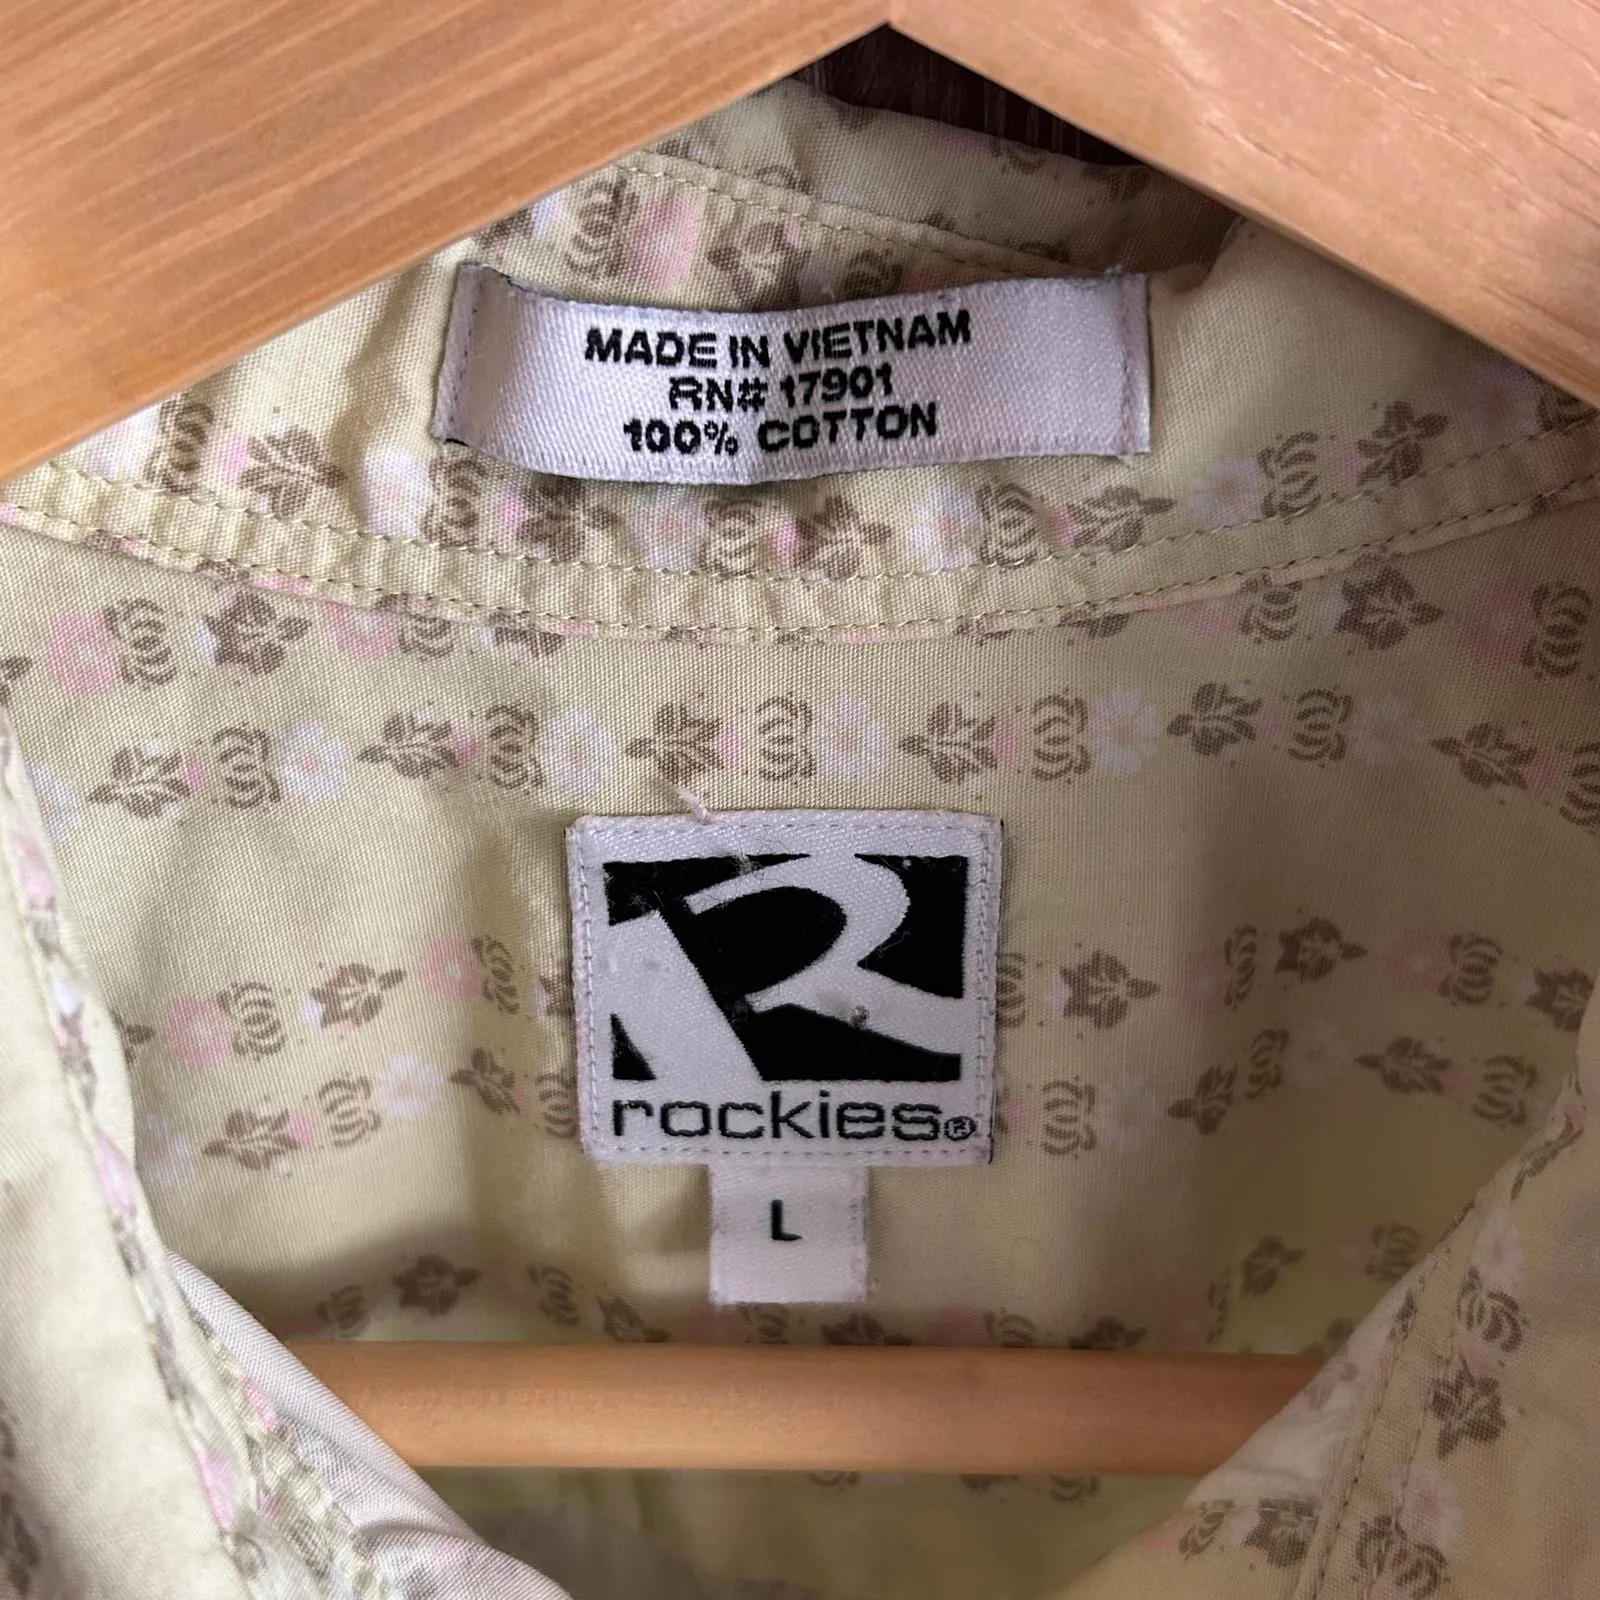 MADE IN VIETNAM
RN# 17901
100% COTTON
R
rockies®
L